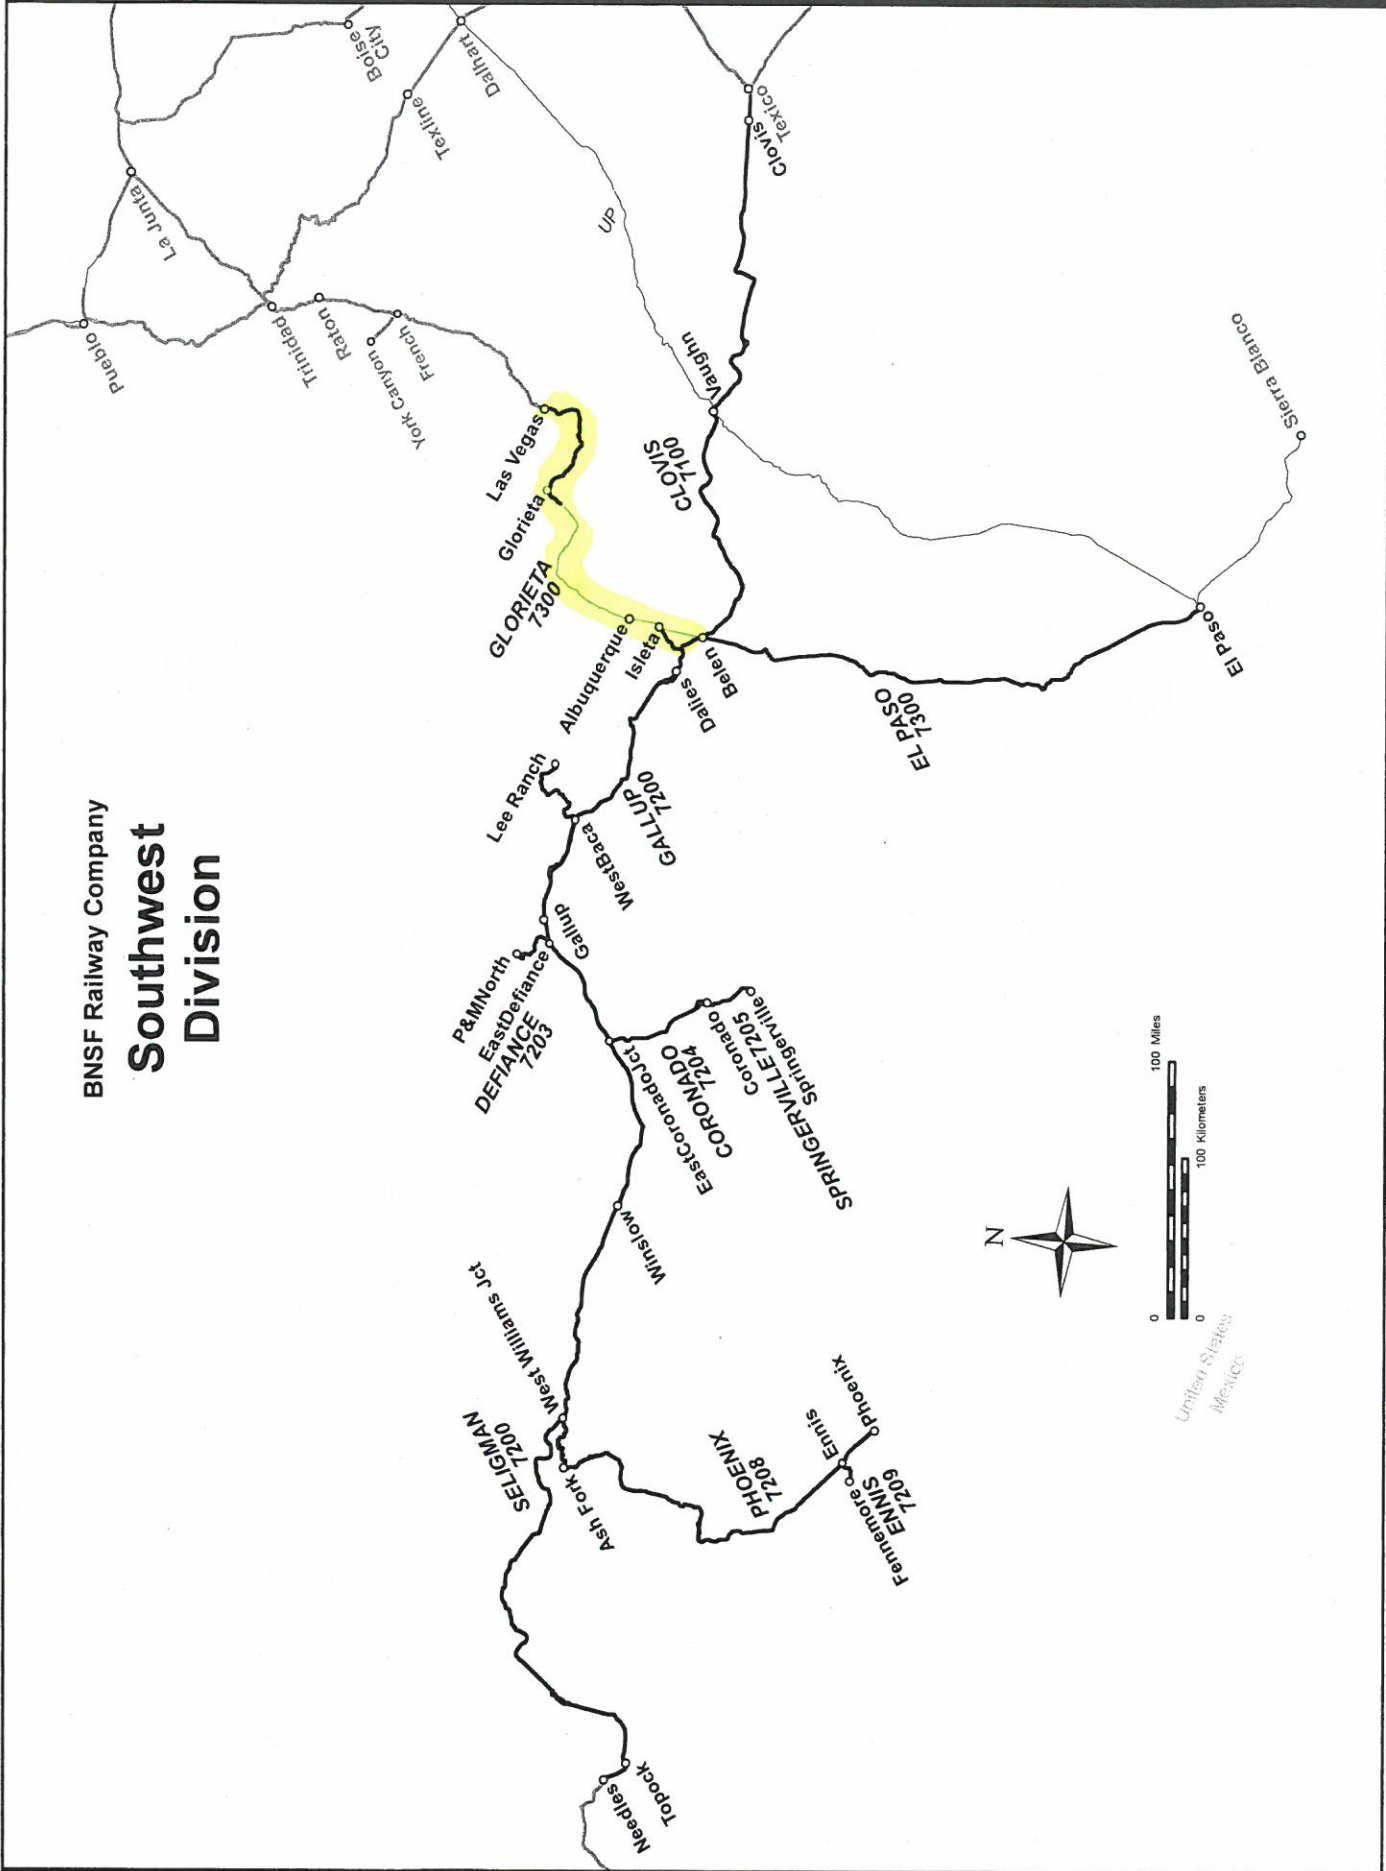 BNSF Railway Company
Southwest
Division
Pueblo
La Junta
Boise
City
Trinidad
Raton
York Canyon
French
Texline
Dalhart
UP
Las Vegas
Glorieta
GLORIETA
7300
Albuquerque
Isleta
Belen
Dalies
Vaughn
CLOVIS
7100
Clovis
Texico
Sierra Blanco
El Paso
EL PASO
7300
Lee Ranch
GALLUP
7200
WestBaca
Gallup
P&MNorth
EastDefiance
DEFIANCE
7203
EastCoronadoJct
CORONADO
7204
Coronado
SPRINGERVILLE7205
Springerville
Winslow
West Williams Jct
SELIGMAN
7200
Ash Fork
PHOENIX
7208
Ennis
Phoenix
Fennemore
ENNIS
7209
Needles
Topock
N
0
100 Miles
0
100 Kilometers
United States
Mexico